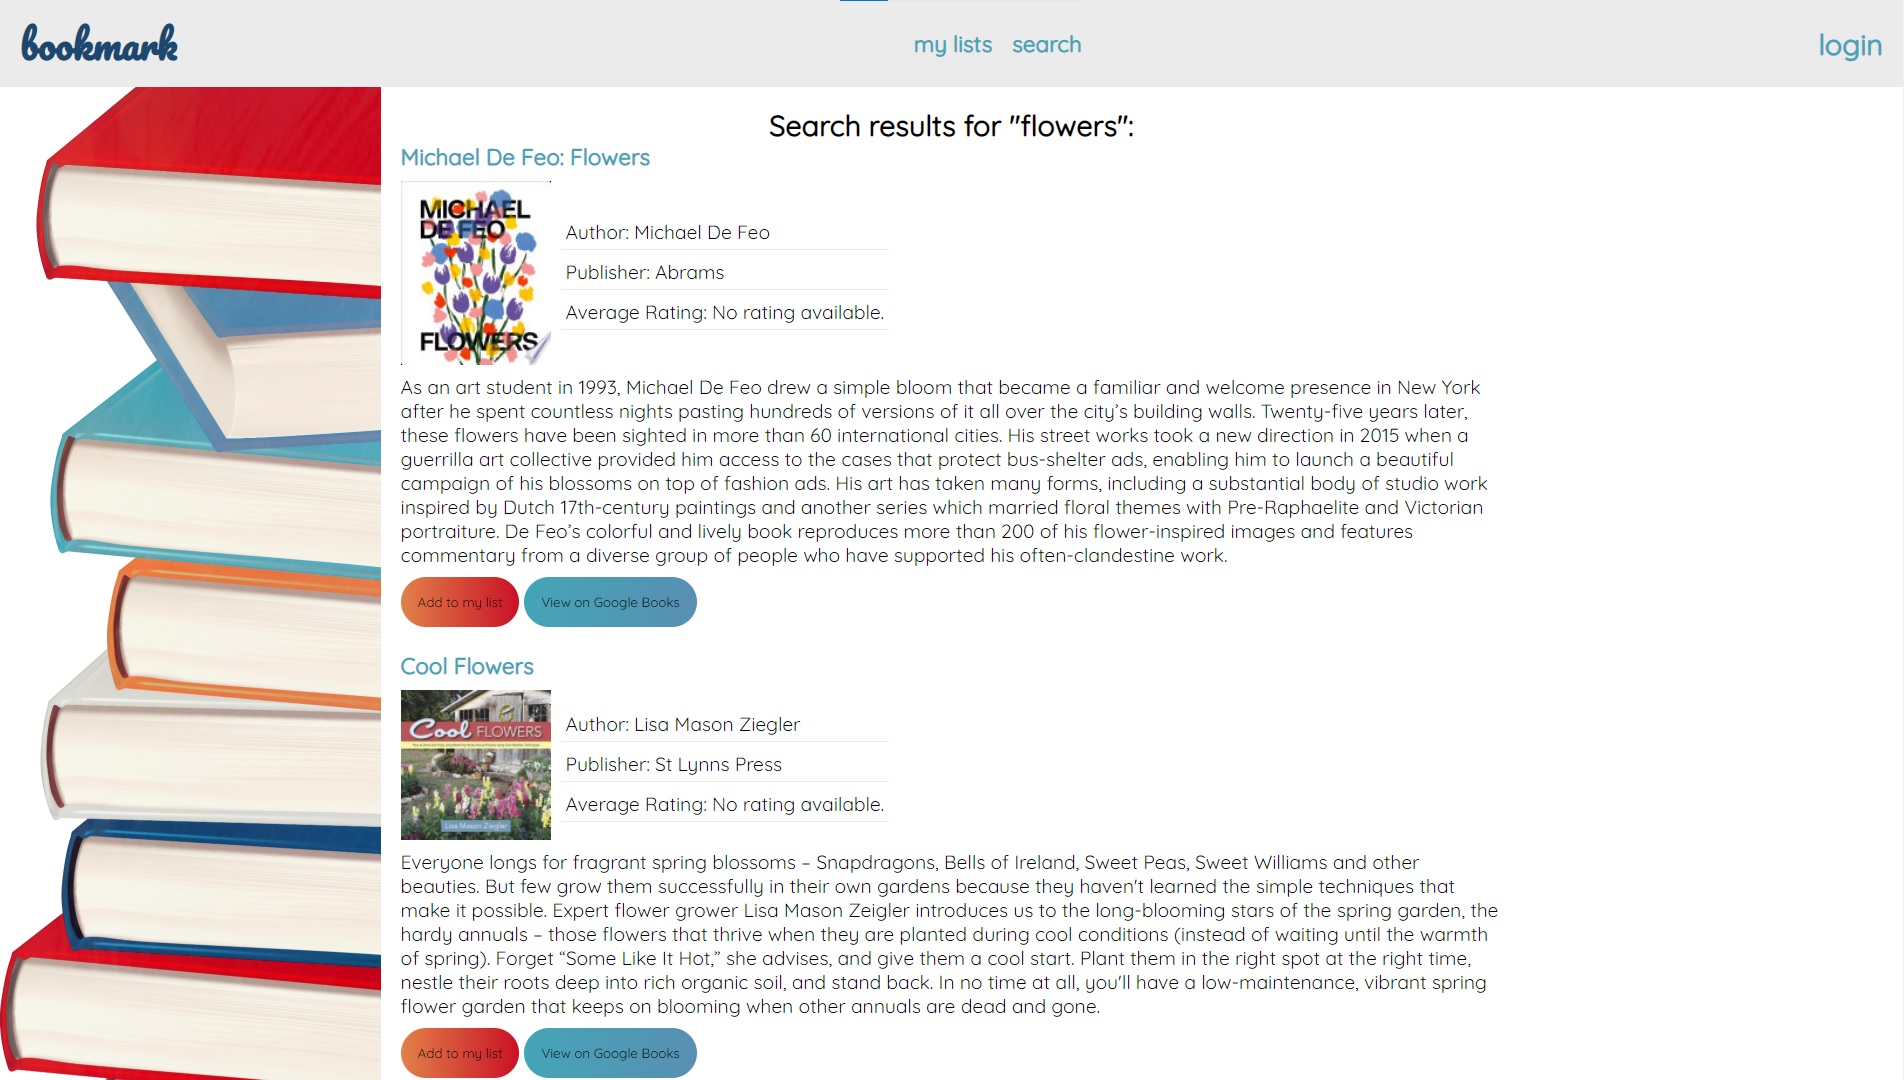 bookmark
my lists search
login
Search results for "flowers":
Michael De Feo: Flowers
MICHAEL
DE FEO
FLOWERS
Author: Michael De Feo
Publisher: Abrams
Average Rating: No rating available.
As an art student in 1993, Michael De Feo drew a simple bloom that became a familiar and welcome presence in New York
after he spent countless nights pasting hundreds of versions of it all over the city’s building walls. Twenty-five years later,
these flowers have been sighted in more than 60 international cities. His street works took a new direction in 2015 when a
guerrilla art collective provided him access to the cases that protect bus-shelter ads, enabling him to launch a beautiful
campaign of his blossoms on top of fashion ads. His art has taken many forms, including a substantial body of studio work
inspired by Dutch 17th-century paintings and another series which married floral themes with Pre-Raphaelite and Victorian
portraiture. De Feo’s colorful and lively book reproduces more than 200 of his flower-inspired images and features
commentary from a diverse group of people who have supported his often-clandestine work.
Add to my list View on Google Books
Cool Flowers
Cool FLOWERS
Lisa Mason Ziegler
Author: Lisa Mason Ziegler
Publisher: St Lynns Press
Average Rating: No rating available.
Everyone longs for fragrant spring blossoms – Snapdragons, Bells of Ireland, Sweet Peas, Sweet Williams and other
beauties. But few grow them successfully in their own gardens because they haven't learned the simple techniques that
make it possible. Expert flower grower Lisa Mason Zeigler introduces us to the long-blooming stars of the spring garden, the
hardy annuals – those flowers that thrive when they are planted during cool conditions (instead of waiting until the warmth
of spring). Forget “Some Like It Hot,” she advises, and give them a cool start. Plant them in the right spot at the right time,
nestle their roots deep into rich organic soil, and stand back. In no time at all, you'll have a low-maintenance, vibrant spring
flower garden that keeps on blooming when other annuals are dead and gone.
Add to my list View on Google Books